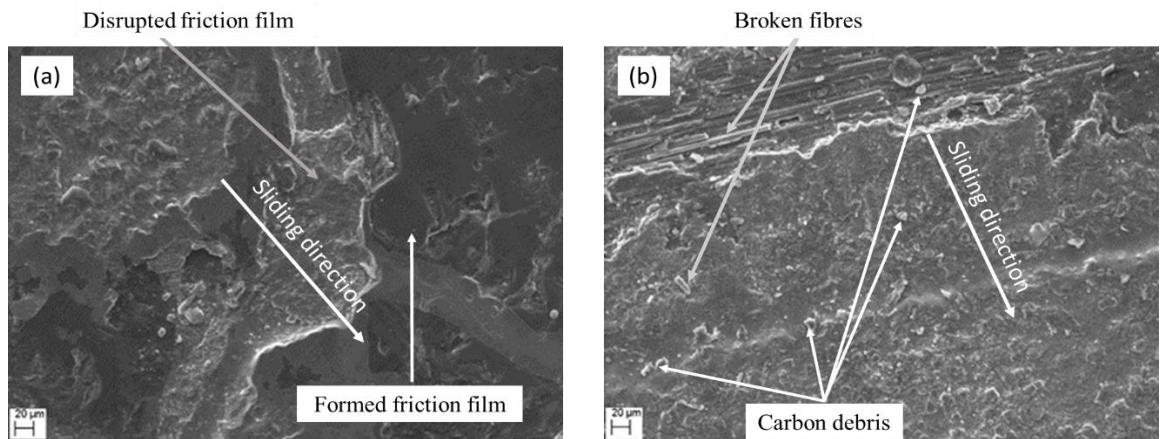 Disrupted friction film
Broken fibres
(a)
Sliding direction
Formed friction film
20 µm
(b)
Sliding direction
Carbon debris
20 µm